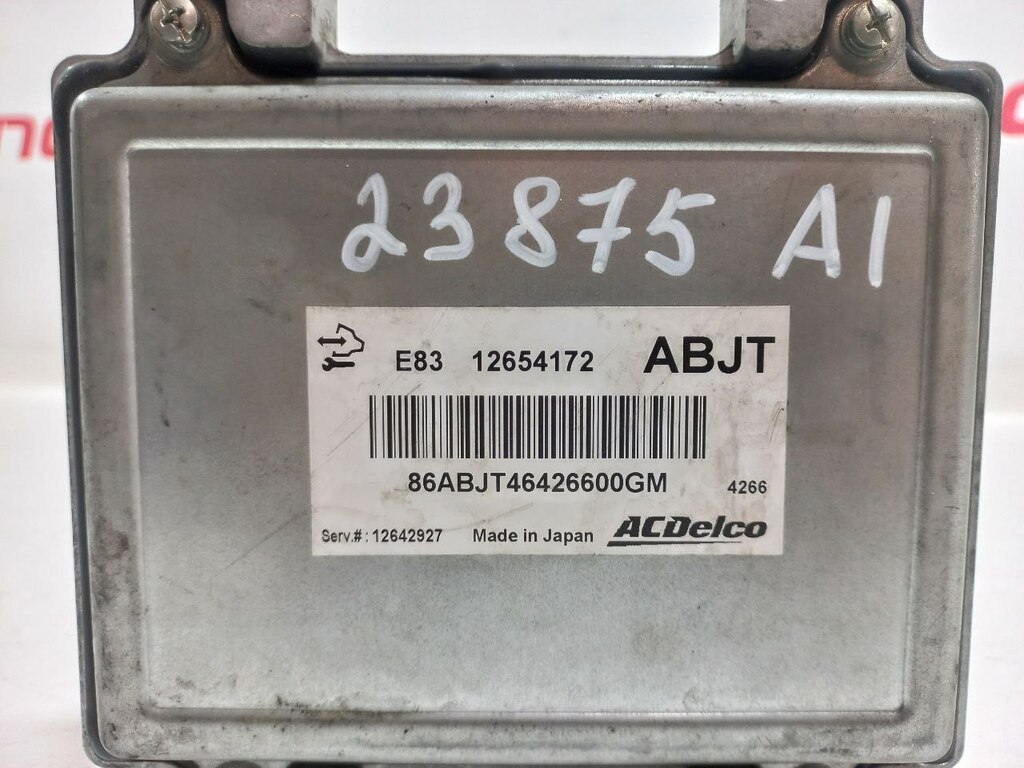 23875 A1
E83 12654172 ABJT
86ABJT46426600GM 4266
Serv.#: 12642927 Made in Japan ACDelco